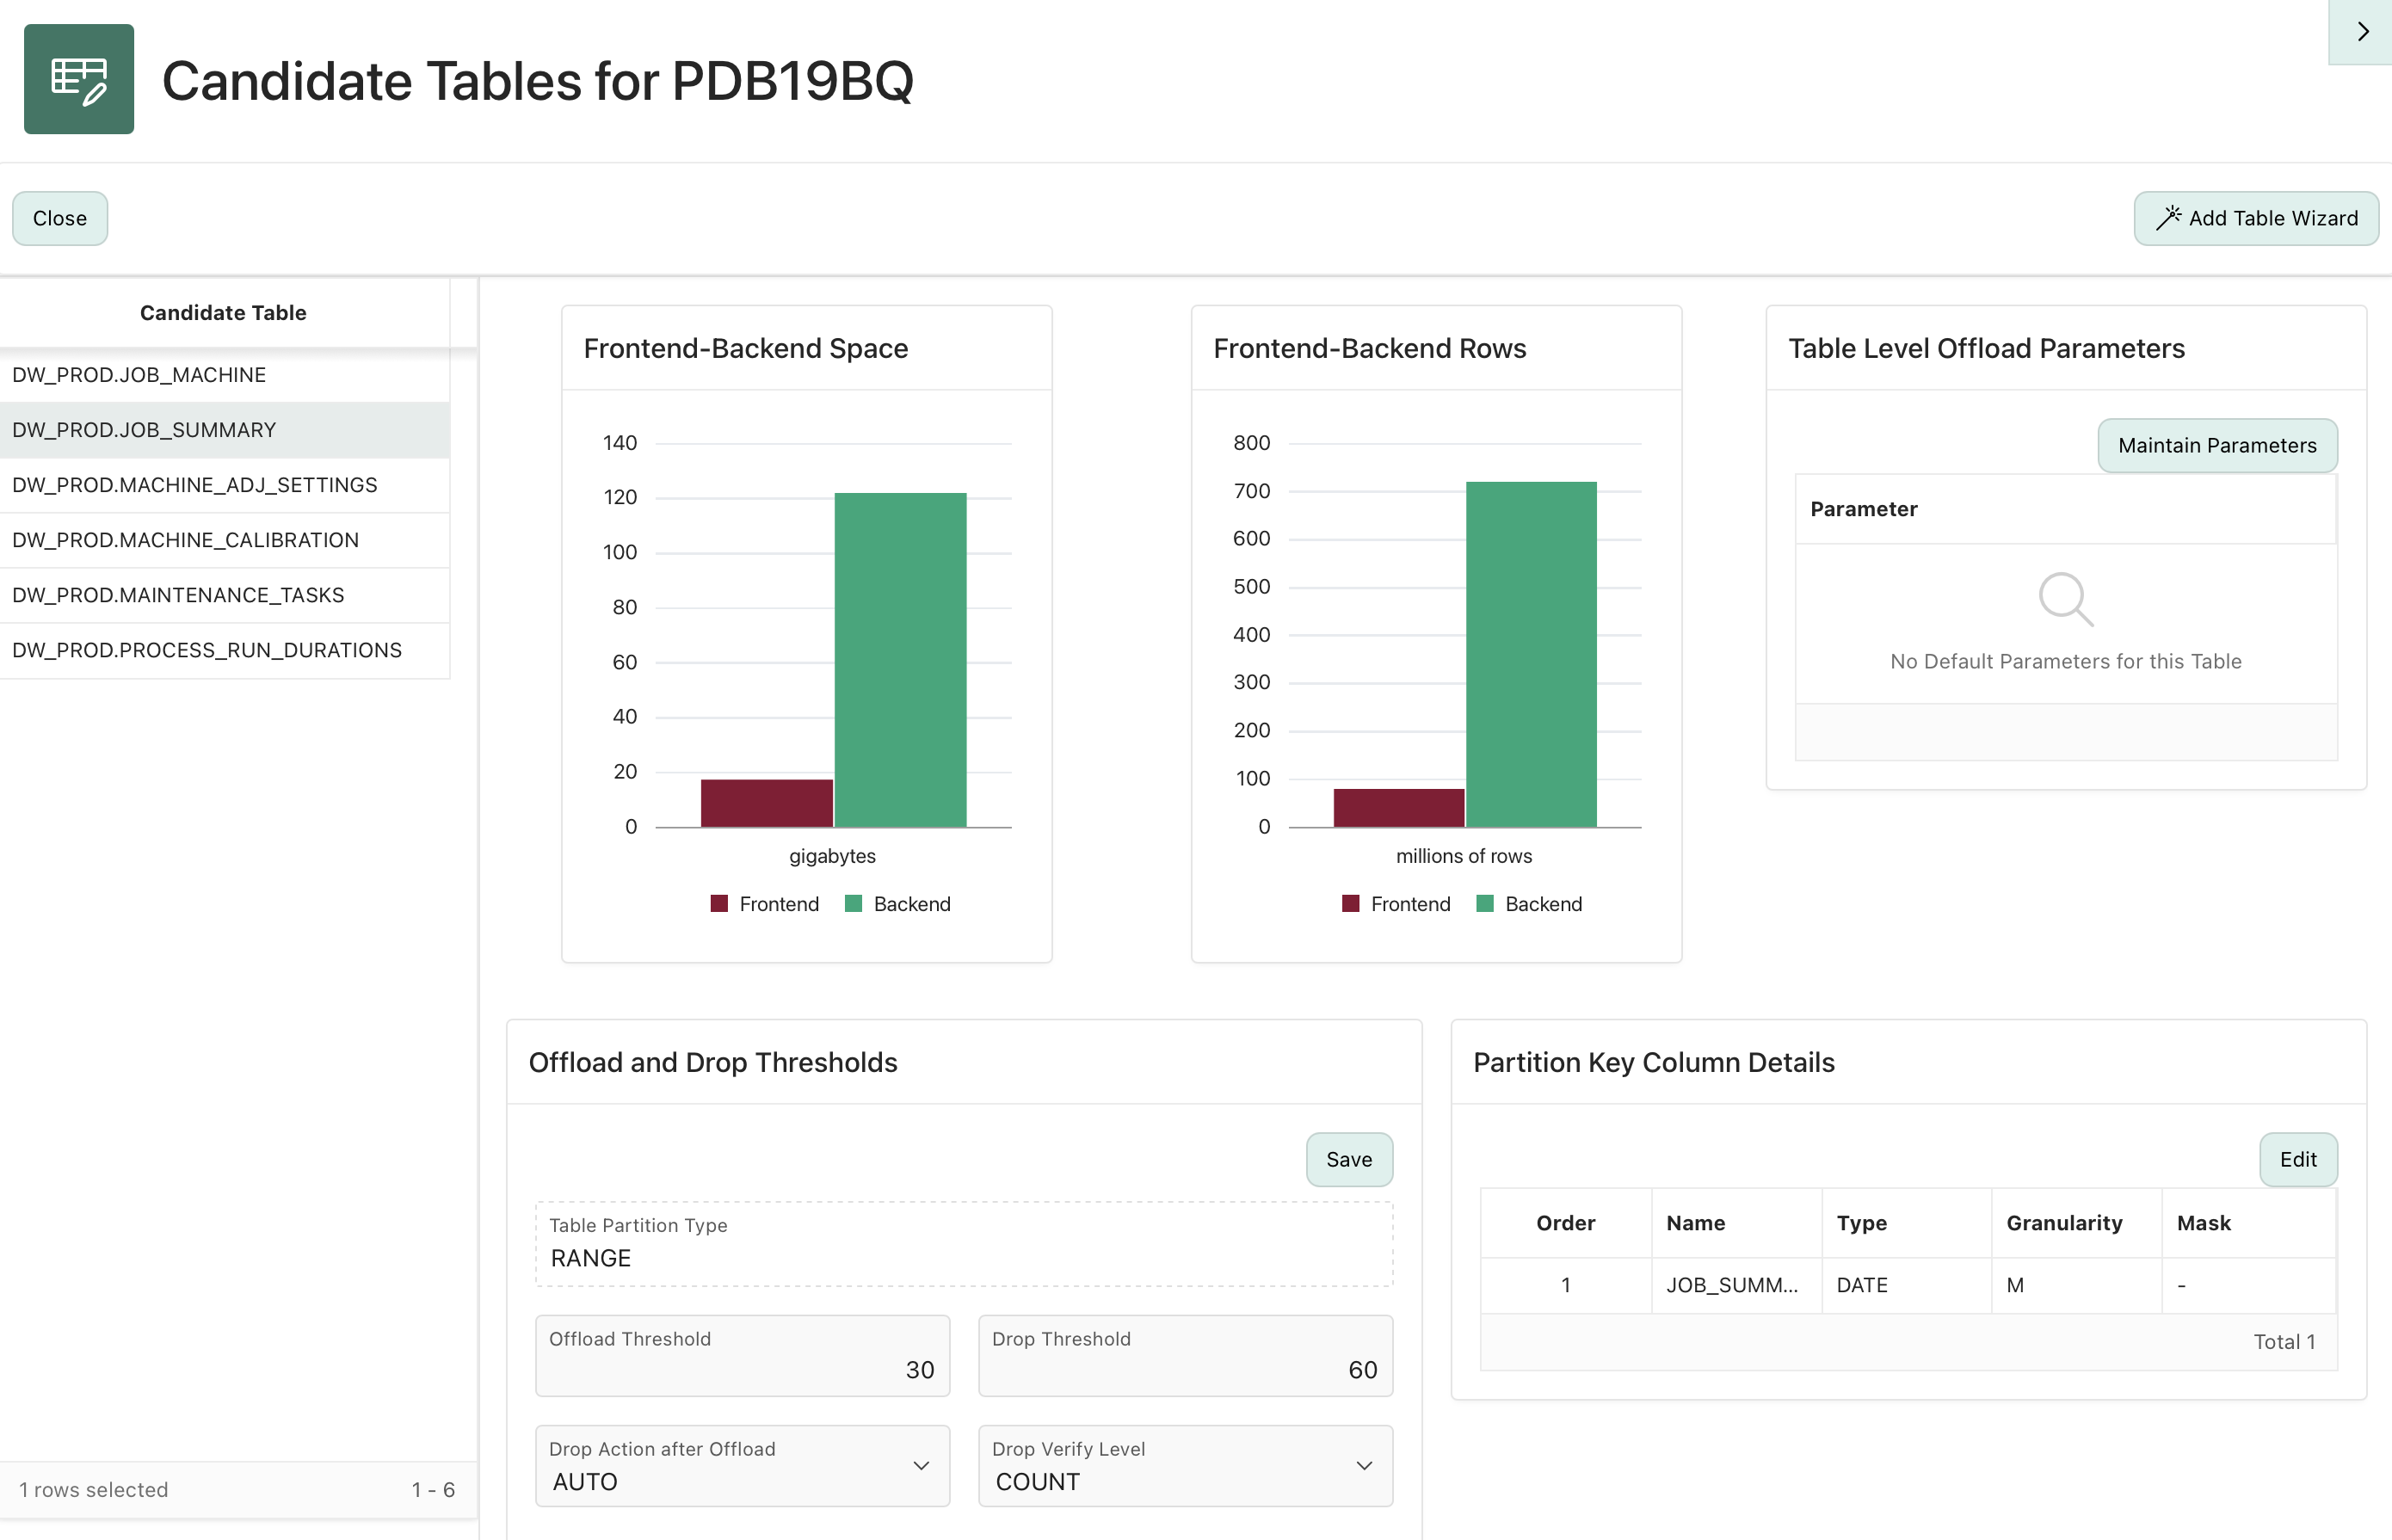 Candidate Tables for PDB19BQ
Close
Add Table Wizard
Candidate Table
DW_PROD.JOB_MACHINE
DW_PROD.JOB_SUMMARY
DW_PROD.MACHINE_ADJ_SETTINGS
DW_PROD.MACHINE_CALIBRATION
DW_PROD.MAINTENANCE_TASKS
DW_PROD.PROCESS_RUN_DURATIONS
1 rows selected
1 - 6
Frontend-Backend Space
140
120
100
80
60
40
20
0
gigabytes
Frontend
Backend
Frontend-Backend Rows
800
700
600
500
400
300
200
100
0
millions of rows
Frontend
Backend
Table Level Offload Parameters
Maintain Parameters
Parameter
No Default Parameters for this Table
Offload and Drop Thresholds
Save
Table Partition Type
RANGE
Offload Threshold
30
Drop Threshold
60
Drop Action after Offload
AUTO
Drop Verify Level
COUNT
Partition Key Column Details
Edit
Order Name Type Granularity Mask
1 JOB_SUMM... DATE M -
Total 1